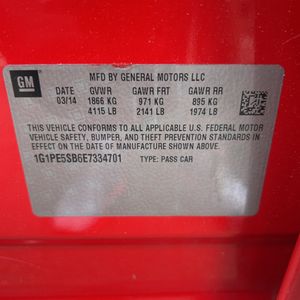 GM
MFD BY GENERAL MOTORS LLC
DATE GVWR GAWR FRT GAWR RR
03/14 1866 KG 971 KG 895 KG
4115 LB 2141 LB 1974 LB
THIS VEHICLE CONFORMS TO ALL APPLICABLE U.S. FEDERAL MOTOR
VEHICLE SAFETY, BUMPER, AND THEFT PREVENTION STANDARDS
IN EFFECT ON THE DATE OF MANUFACTURE SHOWN ABOVE.
1G1PE5SB6E7334701
TYPE: PASS CAR